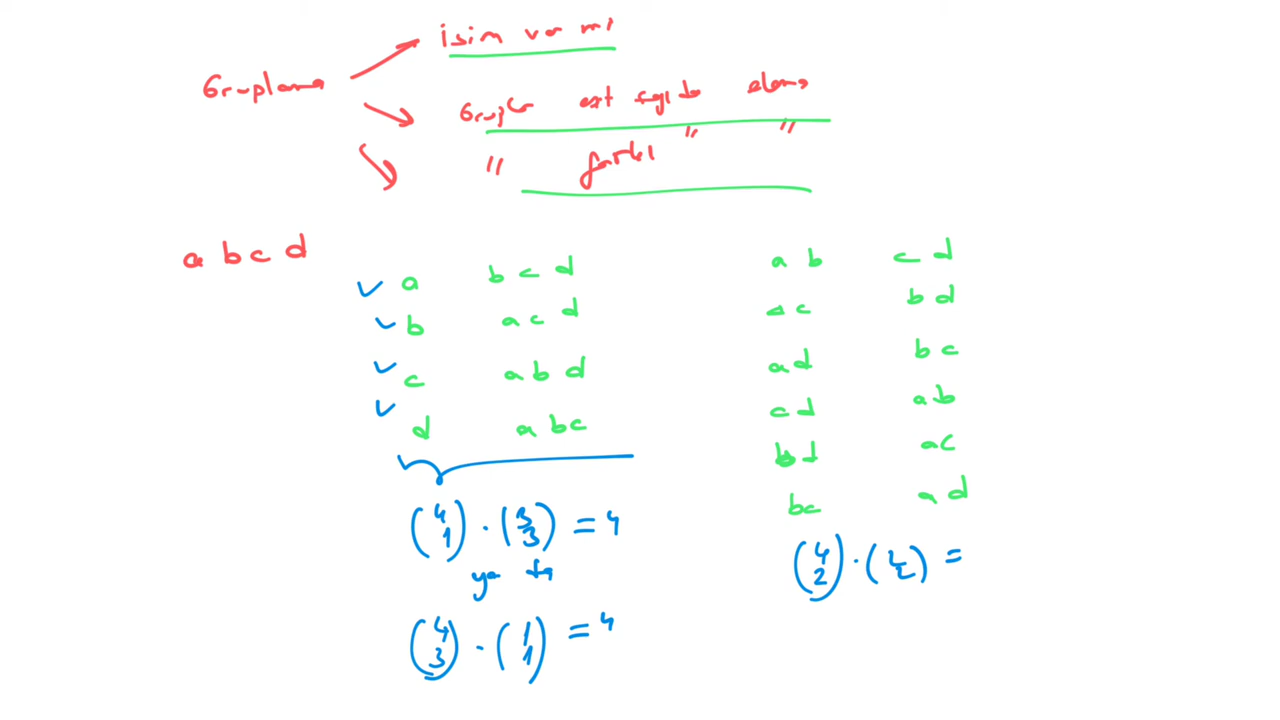 Gruplama
isim var mı
Gruplar eşit sayıda elema
" farklı " "
a b c d
a b c d
b a c d
c a b d
d a b c
(4 1) · (3 3) = 4
ya da
(4 3) · (1 1) = 4
a b c d
a c b d
a d b c
c d a b
b d a c
b c a d
(4 2) · (2 2) =